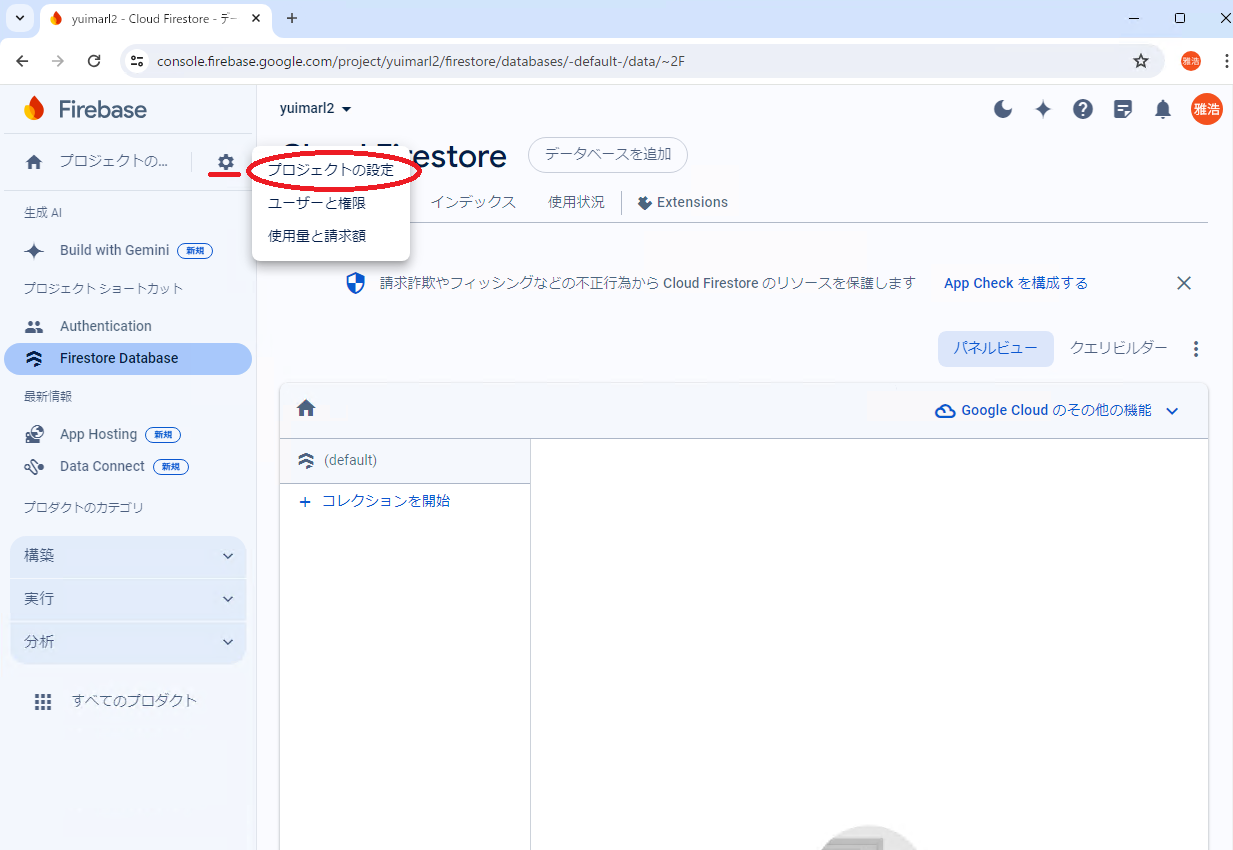 yuimarl2 - Cloud Firestore - デー
console.firebase.google.com/project/yuimarl2/firestore/databases/-default-/data/~2F
雅浩
Firebase
yuimarl2
雅浩
プロジェクトの...
Cloud Firestore
データベースを追加
プロジェクトの設定
ユーザーと権限
使用量と請求額
インデックス
使用状況
Extensions
生成 AI
Build with Gemini
新規
プロジェクト ショートカット
Authentication
Firestore Database
最新情報
App Hosting
新規
Data Connect
新規
プロダクトのカテゴリ
構築
実行
分析
すべてのプロダクト
請求詐欺やフィッシングなどの不正行為から Cloud Firestore のリソースを保護します
App Check を構成する
パネルビュー
クエリビルダー
Google Cloud のその他の機能
(default)
コレクションを開始